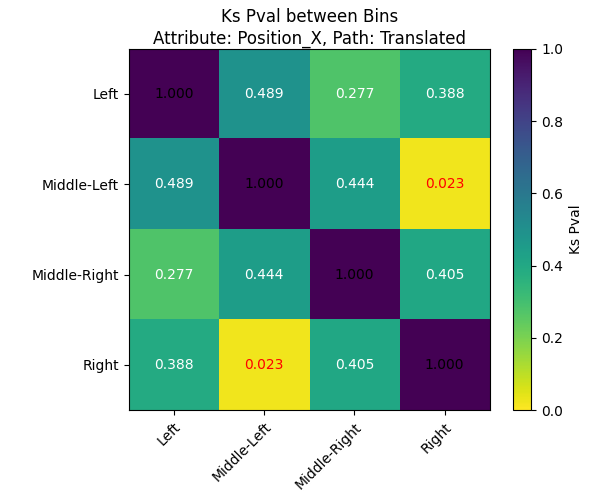 Ks Pval between Bins
Attribute: Position_X, Path: Translated
Left 1.000 0.489 0.277 0.388
Middle-Left 0.489 1.000 0.444 0.023
Middle-Right 0.277 0.444 1.000 0.405
Right 0.388 0.023 0.405 1.000
Left Middle-Left Middle-Right Right
1.0
0.8
0.6
0.4
0.2
0.0
Ks Pval